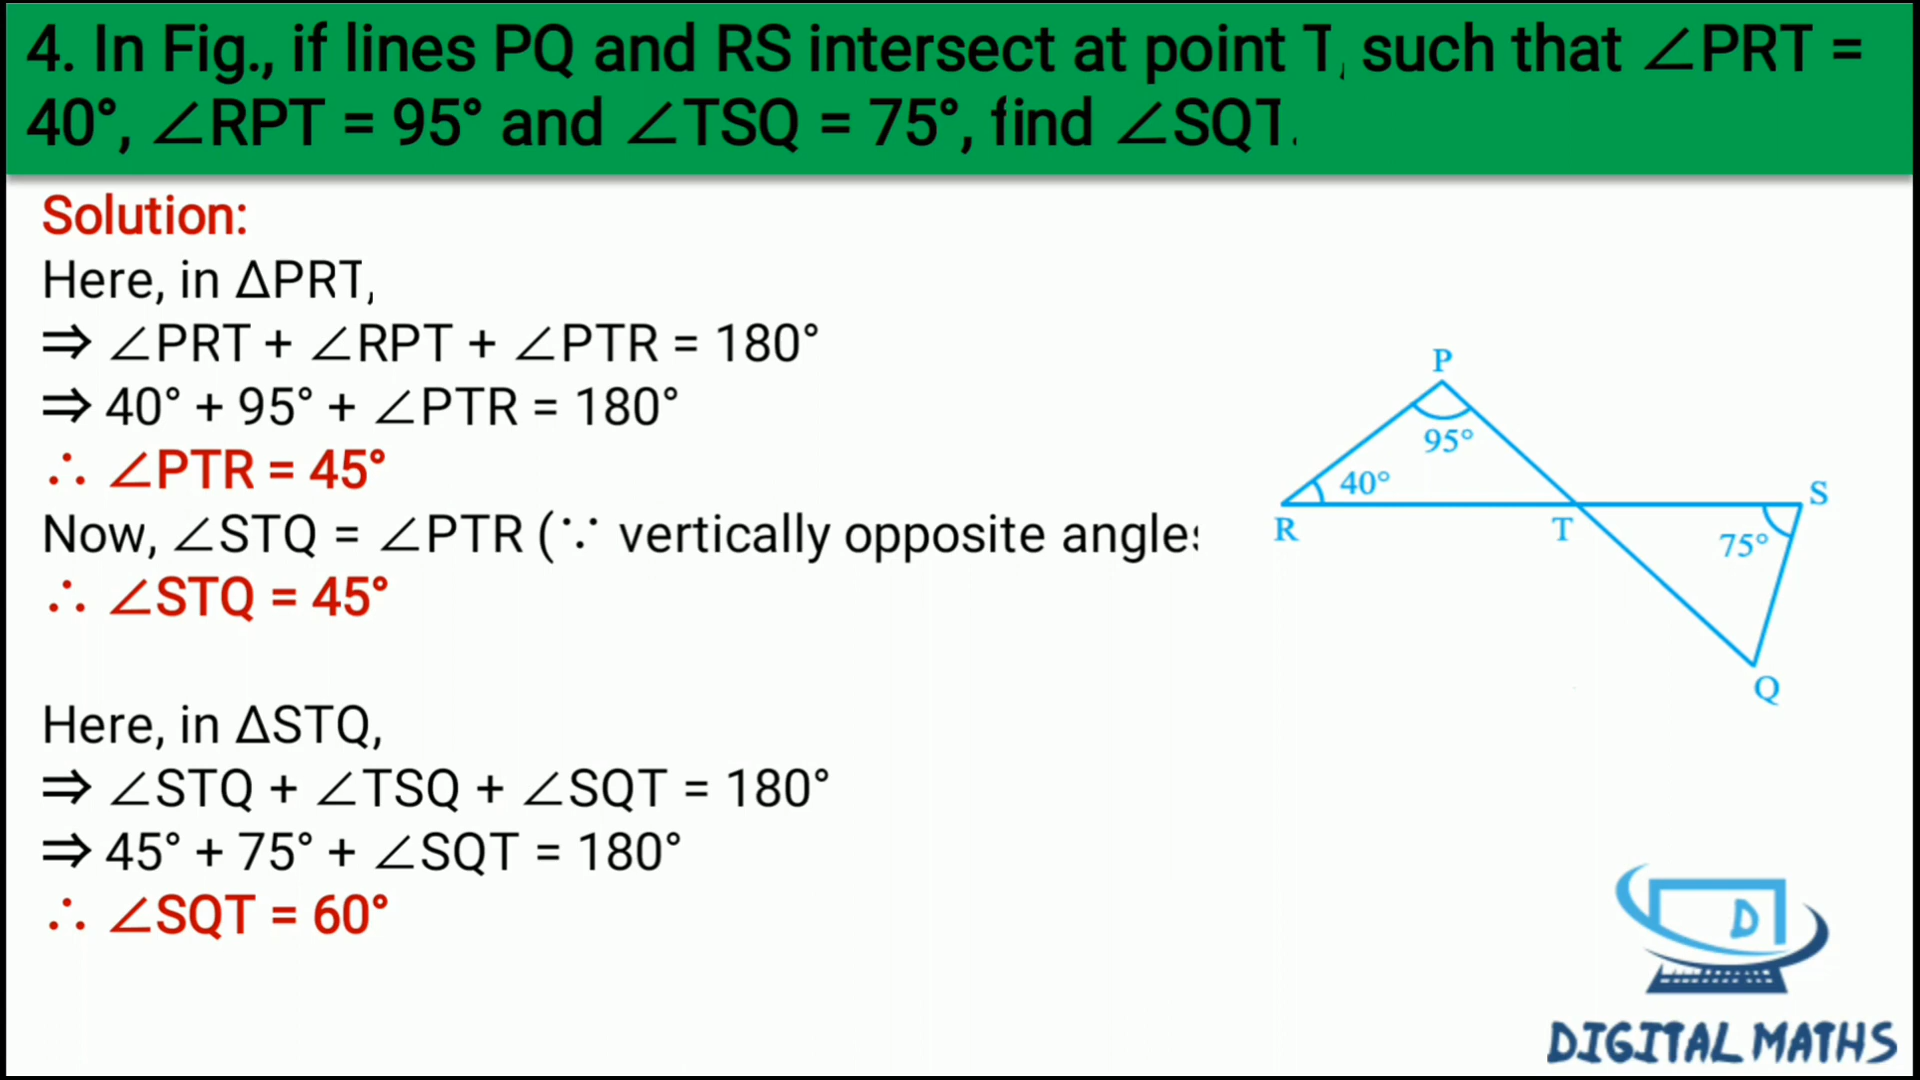 4. In Fig., if lines PQ and RS intersect at point T, such that ∠PRT =
40°, ∠RPT = 95° and ∠TSQ = 75°, find ∠SQT.
Solution:
Here, in ΔPRT,
⇒ ∠PRT + ∠RPT + ∠PTR = 180°
⇒ 40° + 95° + ∠PTR = 180°
∴ ∠PTR = 45°
Now, ∠STQ = ∠PTR (∵ vertically opposite angles
∴ ∠STQ = 45°
Here, in ΔSTQ,
⇒ ∠STQ + ∠TSQ + ∠SQT = 180°
⇒ 45° + 75° + ∠SQT = 180°
∴ ∠SQT = 60°
P
95°
40°
S
R
T
75°
Q
D
DIGITAL MATHS